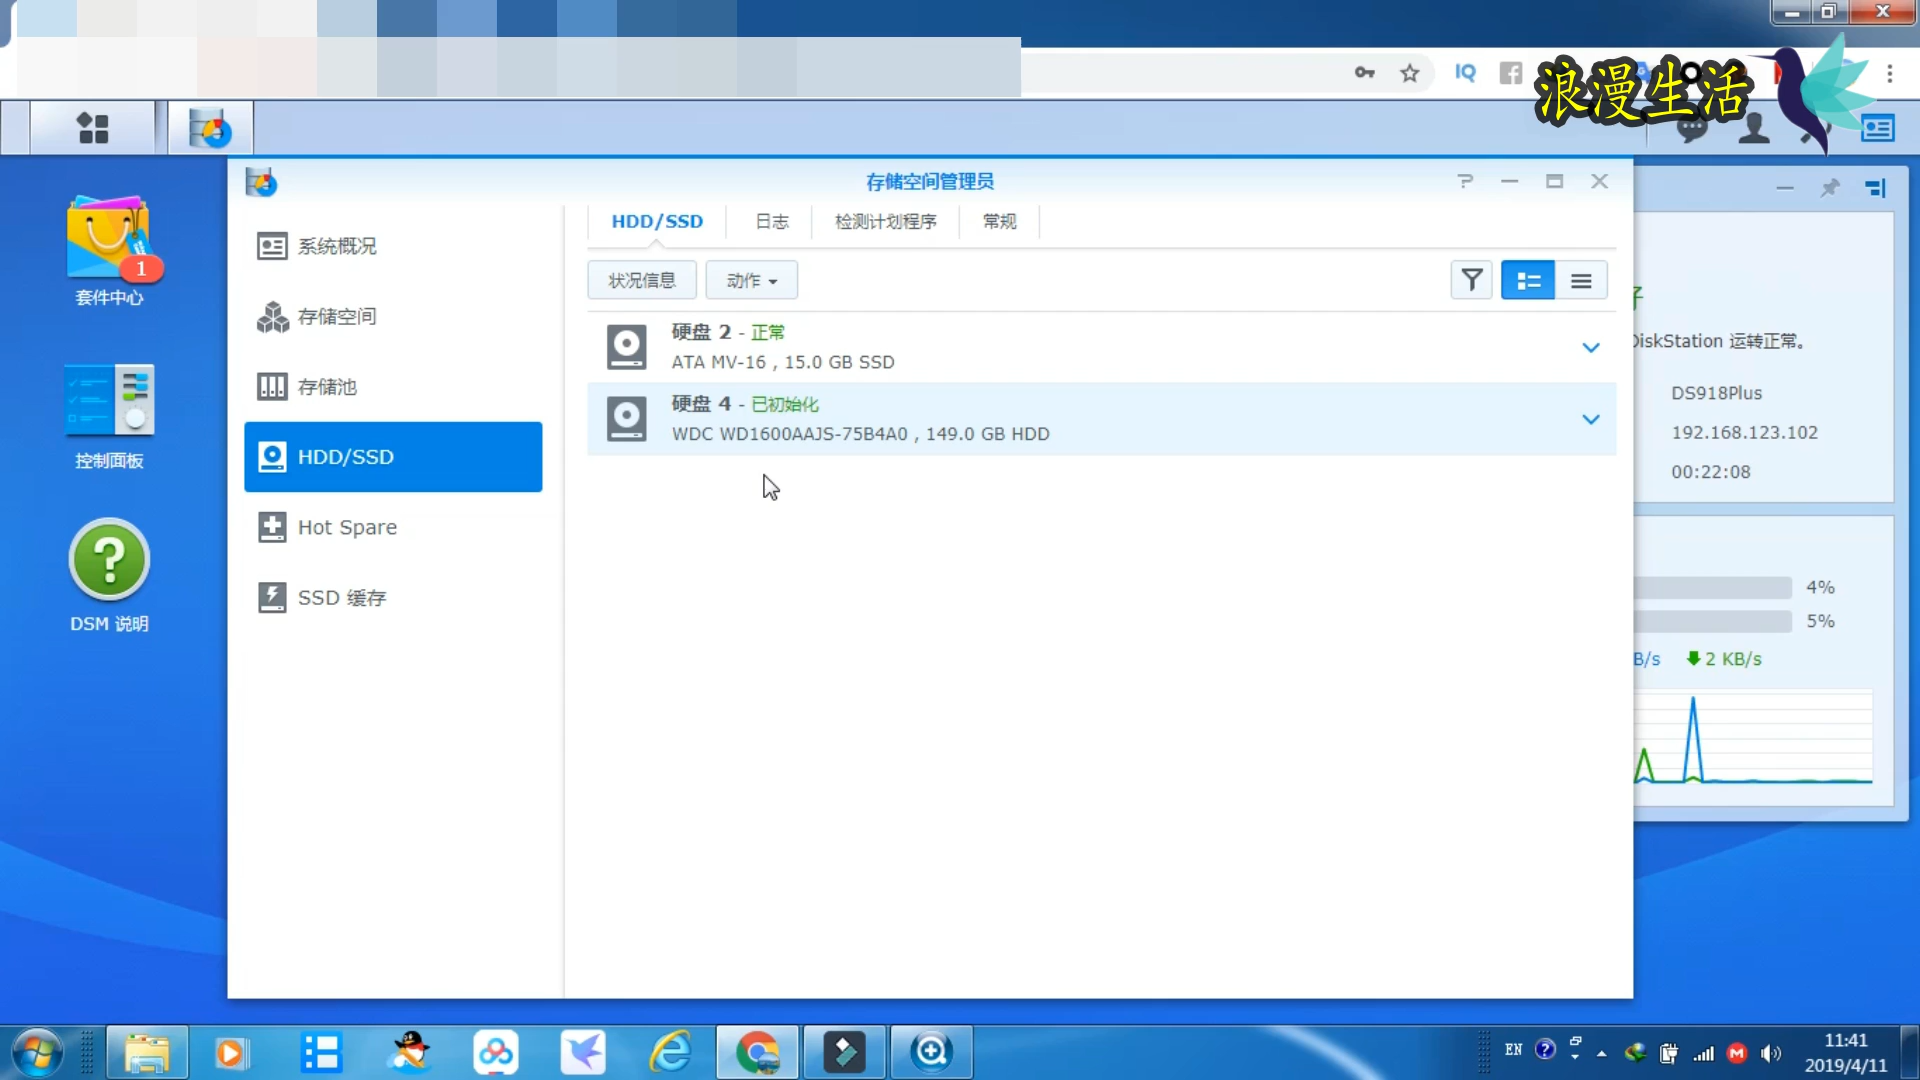 IQ
浪漫生活
存储空间管理员
套件中心
1
控制面板
DSM 说明
系统概况
存储空间
存储池
HDD/SSD
Hot Spare
SSD 缓存
HDD/SSD
日志
检测计划程序
常规
状况信息
动作
硬盘 2 - 正常
ATA MV-16 , 15.0 GB SSD
硬盘 4 - 已初始化
WDC WD1600AAJS-75B4A0 , 149.0 GB HDD
DiskStation 运转正常。
DS918Plus
192.168.123.102
00:22:08
4%
5%
B/s
2 KB/s
EN
11:41
2019/4/11